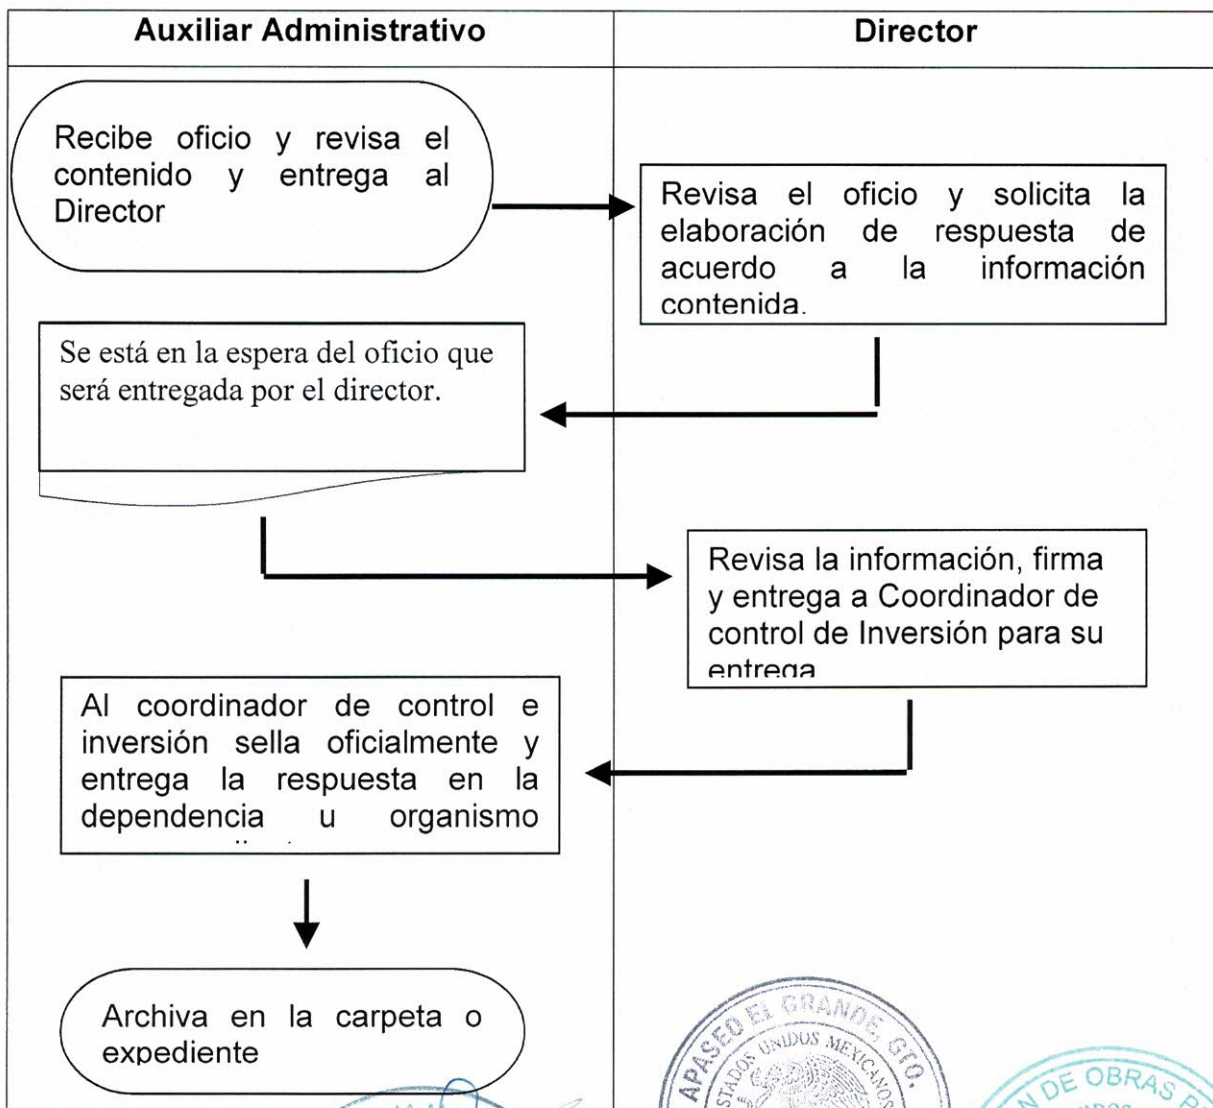 Auxiliar Administrativo
Director
Recibe oficio y revisa el
contenido y entrega al
Director
Revisa el oficio y solicita la
elaboración de respuesta de
acuerdo a la información
contenida.
Se está en la espera del oficio que
será entregada por el director.
Revisa la información, firma
y entrega a Coordinador de
control de Inversión para su
entrega
Al coordinador de control e
inversión sella oficialmente y
entrega la respuesta en la
dependencia u organismo
Archiva en la carpeta o
expediente
APASEO EL GRANDE, GTO.
UNIDOS MEXICANOS
DE OBRAS